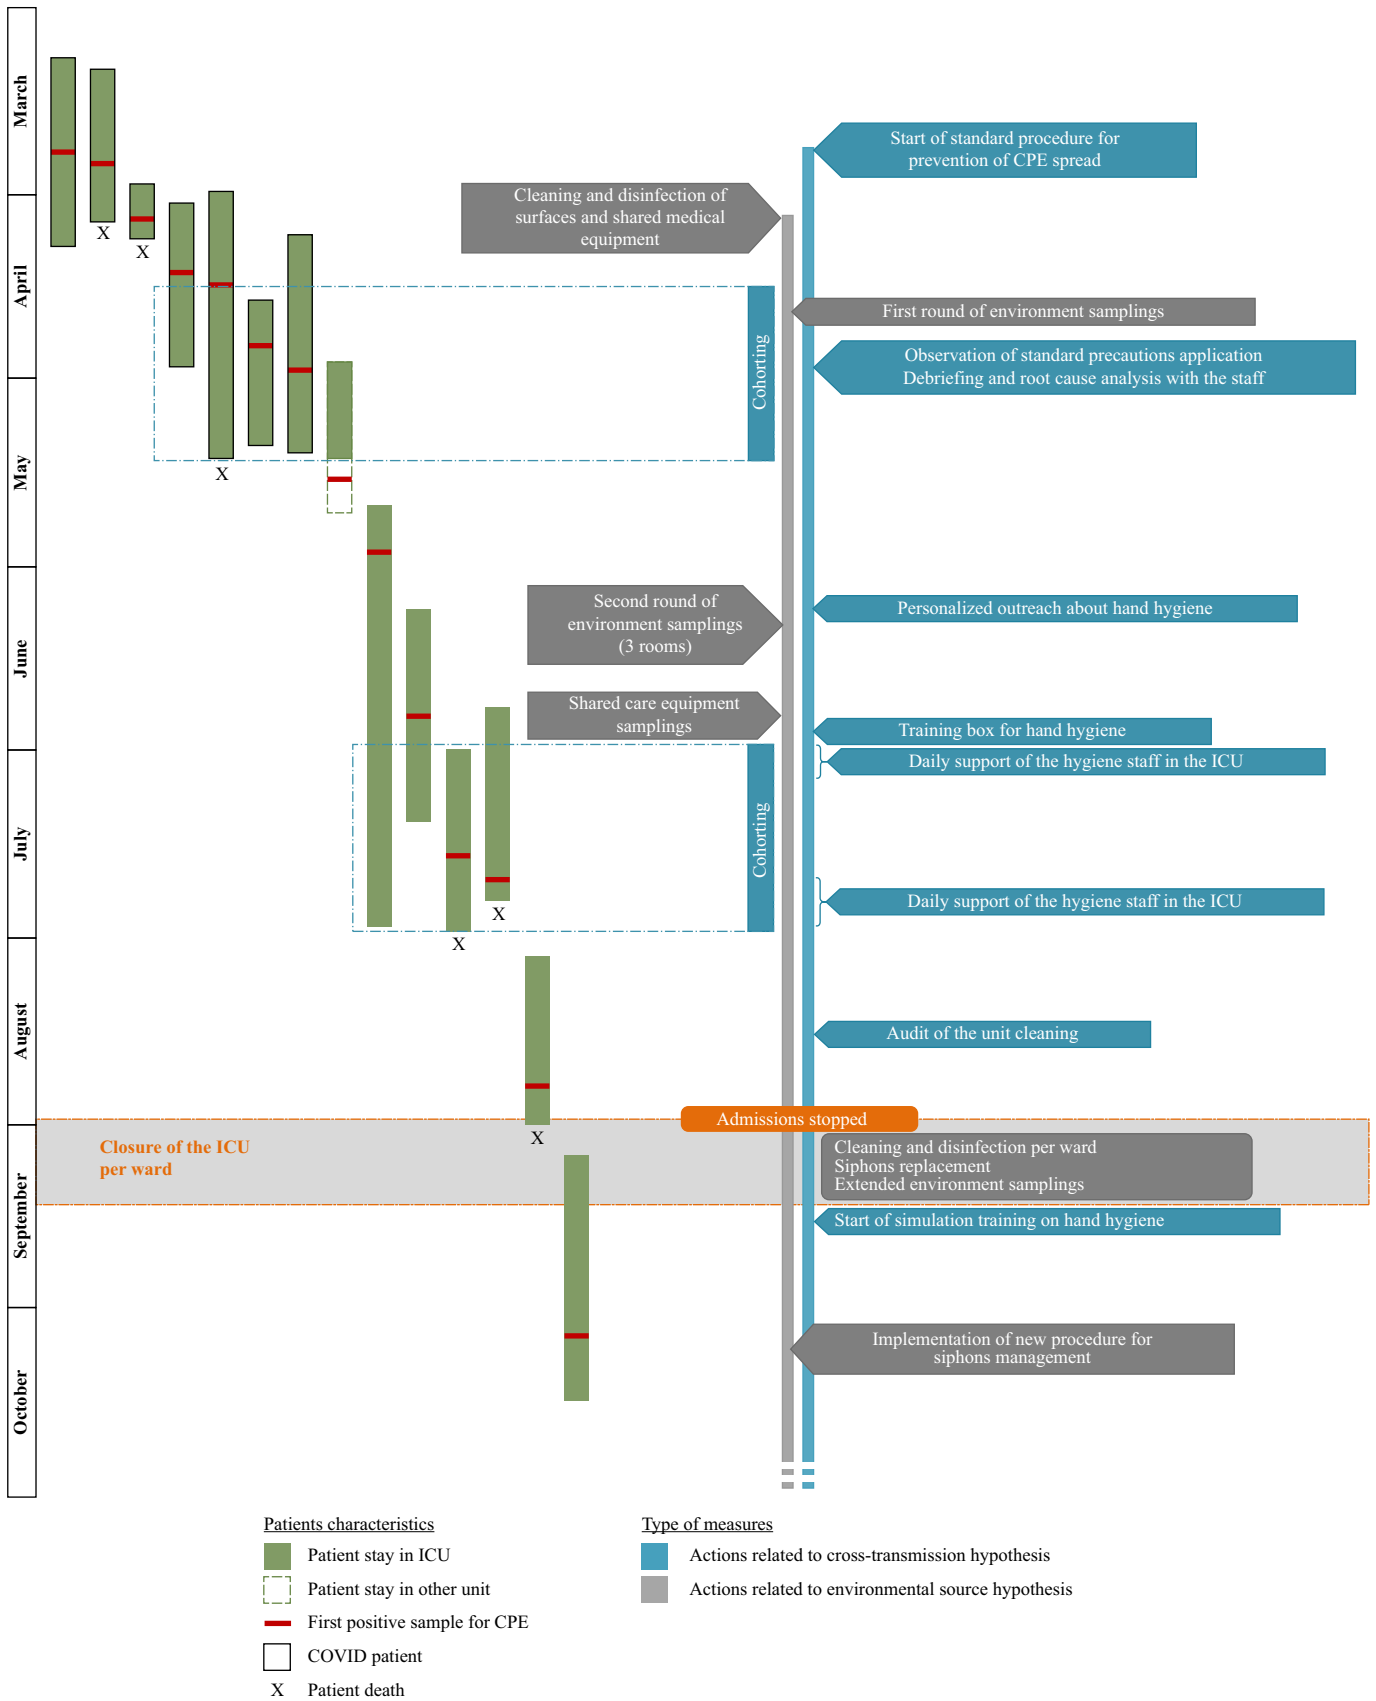 March
April
May
June
July
August
September
October
X
X
X
X
X
X
Start of standard procedure for
prevention of CPE spread
Cleaning and disinfection of
surfaces and shared medical
equipment
First round of environment samplings
Observation of standard precautions application
Debriefing and root cause analysis with the staff
Cohorting
Second round of
environment samplings
(3 rooms)
Personalized outreach about hand hygiene
Shared care equipment
samplings
Training box for hand hygiene
Daily support of the hygiene staff in the ICU
Cohorting
Daily support of the hygiene staff in the ICU
X
Audit of the unit cleaning
Admissions stopped
Closure of the ICU
per ward
Cleaning and disinfection per ward
Siphons replacement
Extended environment samplings
Start of simulation training on hand hygiene
Implementation of new procedure for
siphons management
Patients characteristics
Patient stay in ICU
Patient stay in other unit
First positive sample for CPE
COVID patient
X Patient death
Type of measures
Actions related to cross-transmission hypothesis
Actions related to environmental source hypothesis